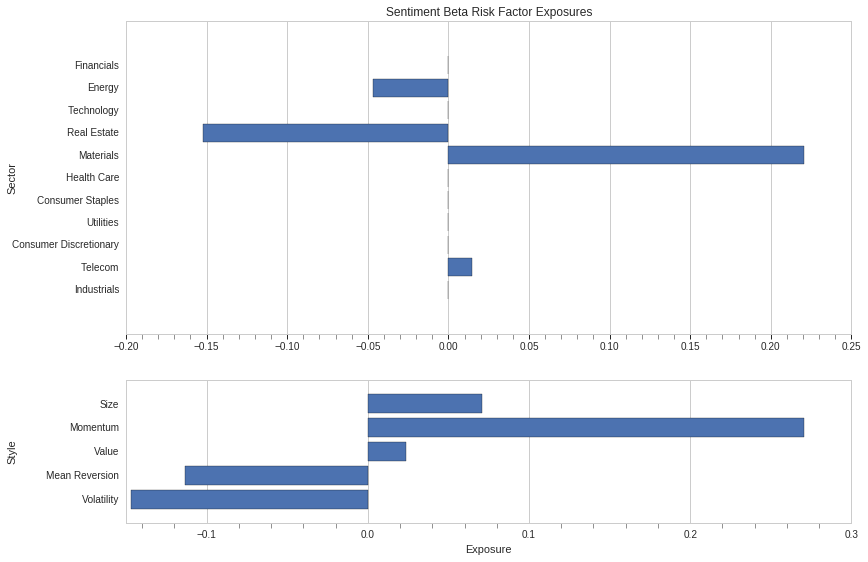 Sentiment Beta Risk Factor Exposures
Sector
Financials
Energy
Technology
Real Estate
Materials
Health Care
Consumer Staples
Utilities
Consumer Discretionary
Telecom
Industrials
−0.20 −0.15 −0.10 −0.05 0.00 0.05 0.10 0.15 0.20 0.25
Style
Size
Momentum
Value
Mean Reversion
Volatility
−0.1 0.0 0.1 0.2 0.3
Exposure